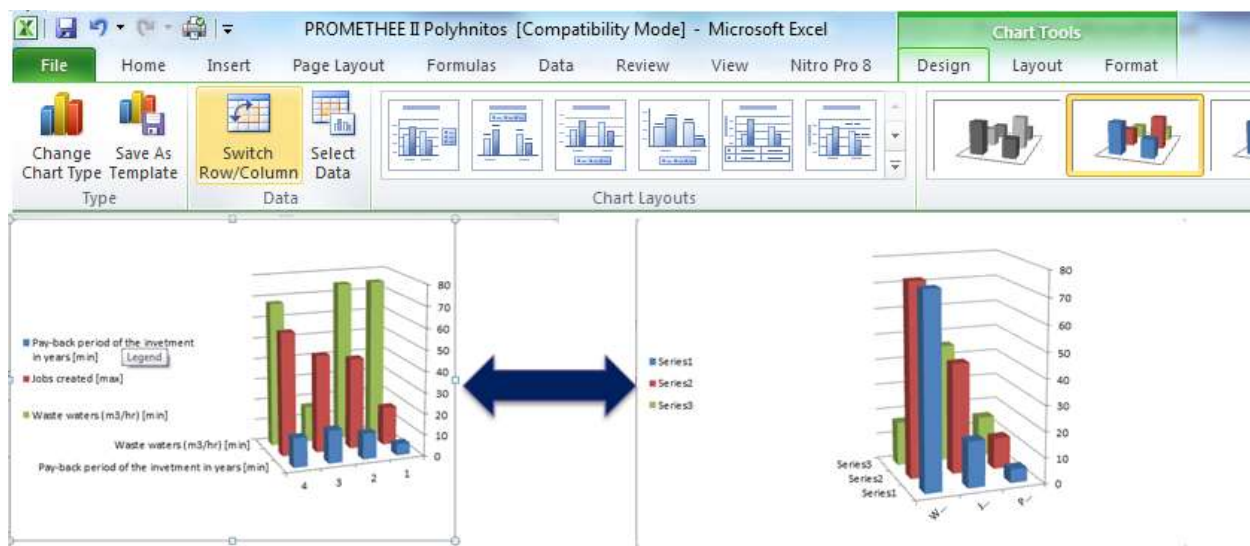 PROMETHEE II Polyhnitos [Compatibility Mode] - Microsoft Excel
Chart Tools
File Home Insert Page Layout Formulas Data Review View Nitro Pro 8 Design Layout Format
Change Chart Type
Save As Template
Switch Row/Column
Select Data
Type
Data
Chart Layouts
Pay-back period of the invetment
in years [min]
Legend
Jobs created [max]
Waste waters (m3/hr) [min]
Waste waters (m3/hr) [min]
Pay-back period of the invetment in years [min]
4 3 2 1
80
70
60
50
40
30
20
10
0
Series1
Series2
Series3
Series3
Series2
Series1
W... J... P...
80
70
60
50
40
30
20
10
0